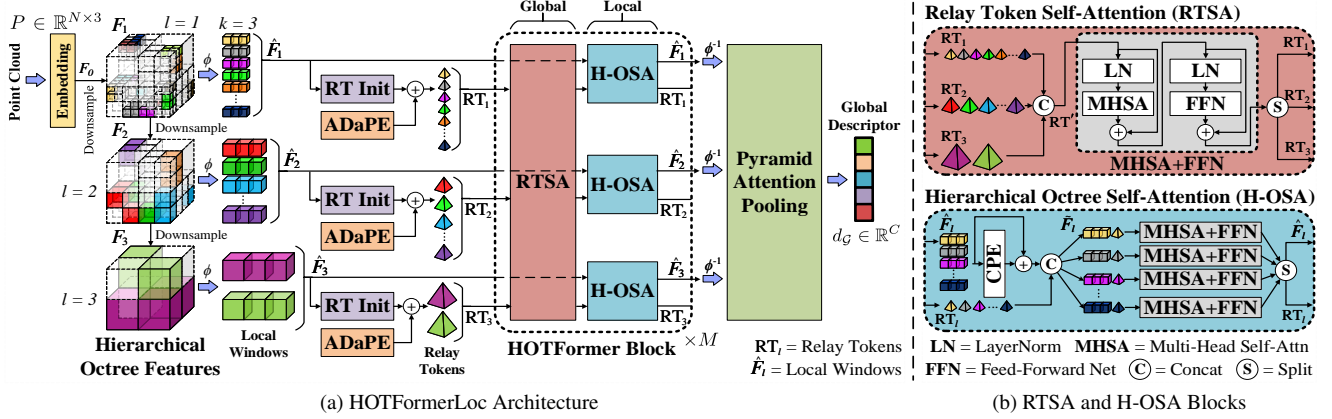 P ∈ ℝ^{N×3}
Point Cloud
Embedding
F_0
Downsample
F_1
l = 1
ϕ
k = 3
F̂_1
Downsample
F_2
l = 2
ϕ
F̂_2
Downsample
F_3
l = 3
ϕ
F̂_3
Hierarchical
Octree Features
Local
Windows
RT Init
ADaPE
+
RT_1
RT Init
ADaPE
+
RT_2
RT Init
ADaPE
+
RT_3
Relay
Tokens
Global
Local
RTSA
H-OSA
F̂_1
RT_1
H-OSA
F̂_2
RT_2
H-OSA
F̂_3
RT_3
HOTFormer Block
× M
ϕ^{-1}
ϕ^{-1}
ϕ^{-1}
Pyramid
Attention
Pooling
Global
Descriptor
d_𝒢 ∈ ℝ^C
RT_l = Relay Tokens
F̂_l = Local Windows
(a) HOTFormerLoc Architecture
Relay Token Self-Attention (RTSA)
RT_1
RT_2
RT_3
C
RT'
LN
MHSA
+
LN
FFN
+
MHSA+FFN
S
RT_1
RT_2
RT_3
Hierarchical Octree Self-Attention (H-OSA)
F̂_l
RT_l
CPE
+
C
F̃_l
MHSA+FFN
MHSA+FFN
MHSA+FFN
MHSA+FFN
S
F̂_l
RT_l
LN = LayerNorm MHSA = Multi-Head Self-Attn
FFN = Feed-Forward Net C = Concat S = Split
(b) RTSA and H-OSA Blocks